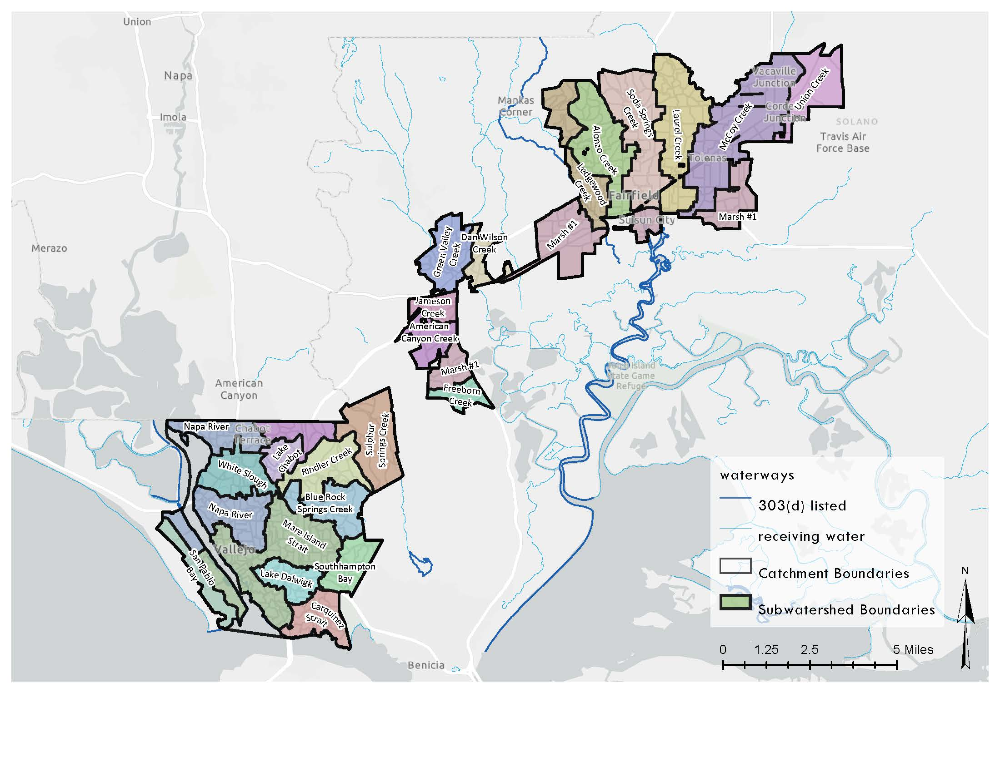 Union
Napa
Imola
Merazo
American
Canyon
Mankas
Corner
Vacaville
Junction
Union Creek
Junction
SOLANO
Travis Air
Force Base
Soda Springs
Creek
Laurel Creek
McCoy Creek
Alonzo Creek
Tolenas
Ledgewood
Creek
Fairfield
Suisun City
Marsh #1
Marsh #1
Green Valley
Creek
Dan Wilson
Creek
Jameson
Creek
American
Canyon Creek
Marsh #1
Freeborn
Creek
Island
State Game
Refuge
Napa River
Chabot
Terrace
Lake
Chabot
Sulphur
Springs Creek
Rindler Creek
White Slough
Blue Rock
Springs Creek
Napa River
Mare Island
Strait
Vallejo
San Pablo
Bay
Southhampton
Bay
Lake Dalwigk
Carquinez
Strait
Benicia
waterways
303(d) listed
receiving water
Catchment Boundaries
Subwatershed Boundaries
N
0 1.25 2.5 5 Miles